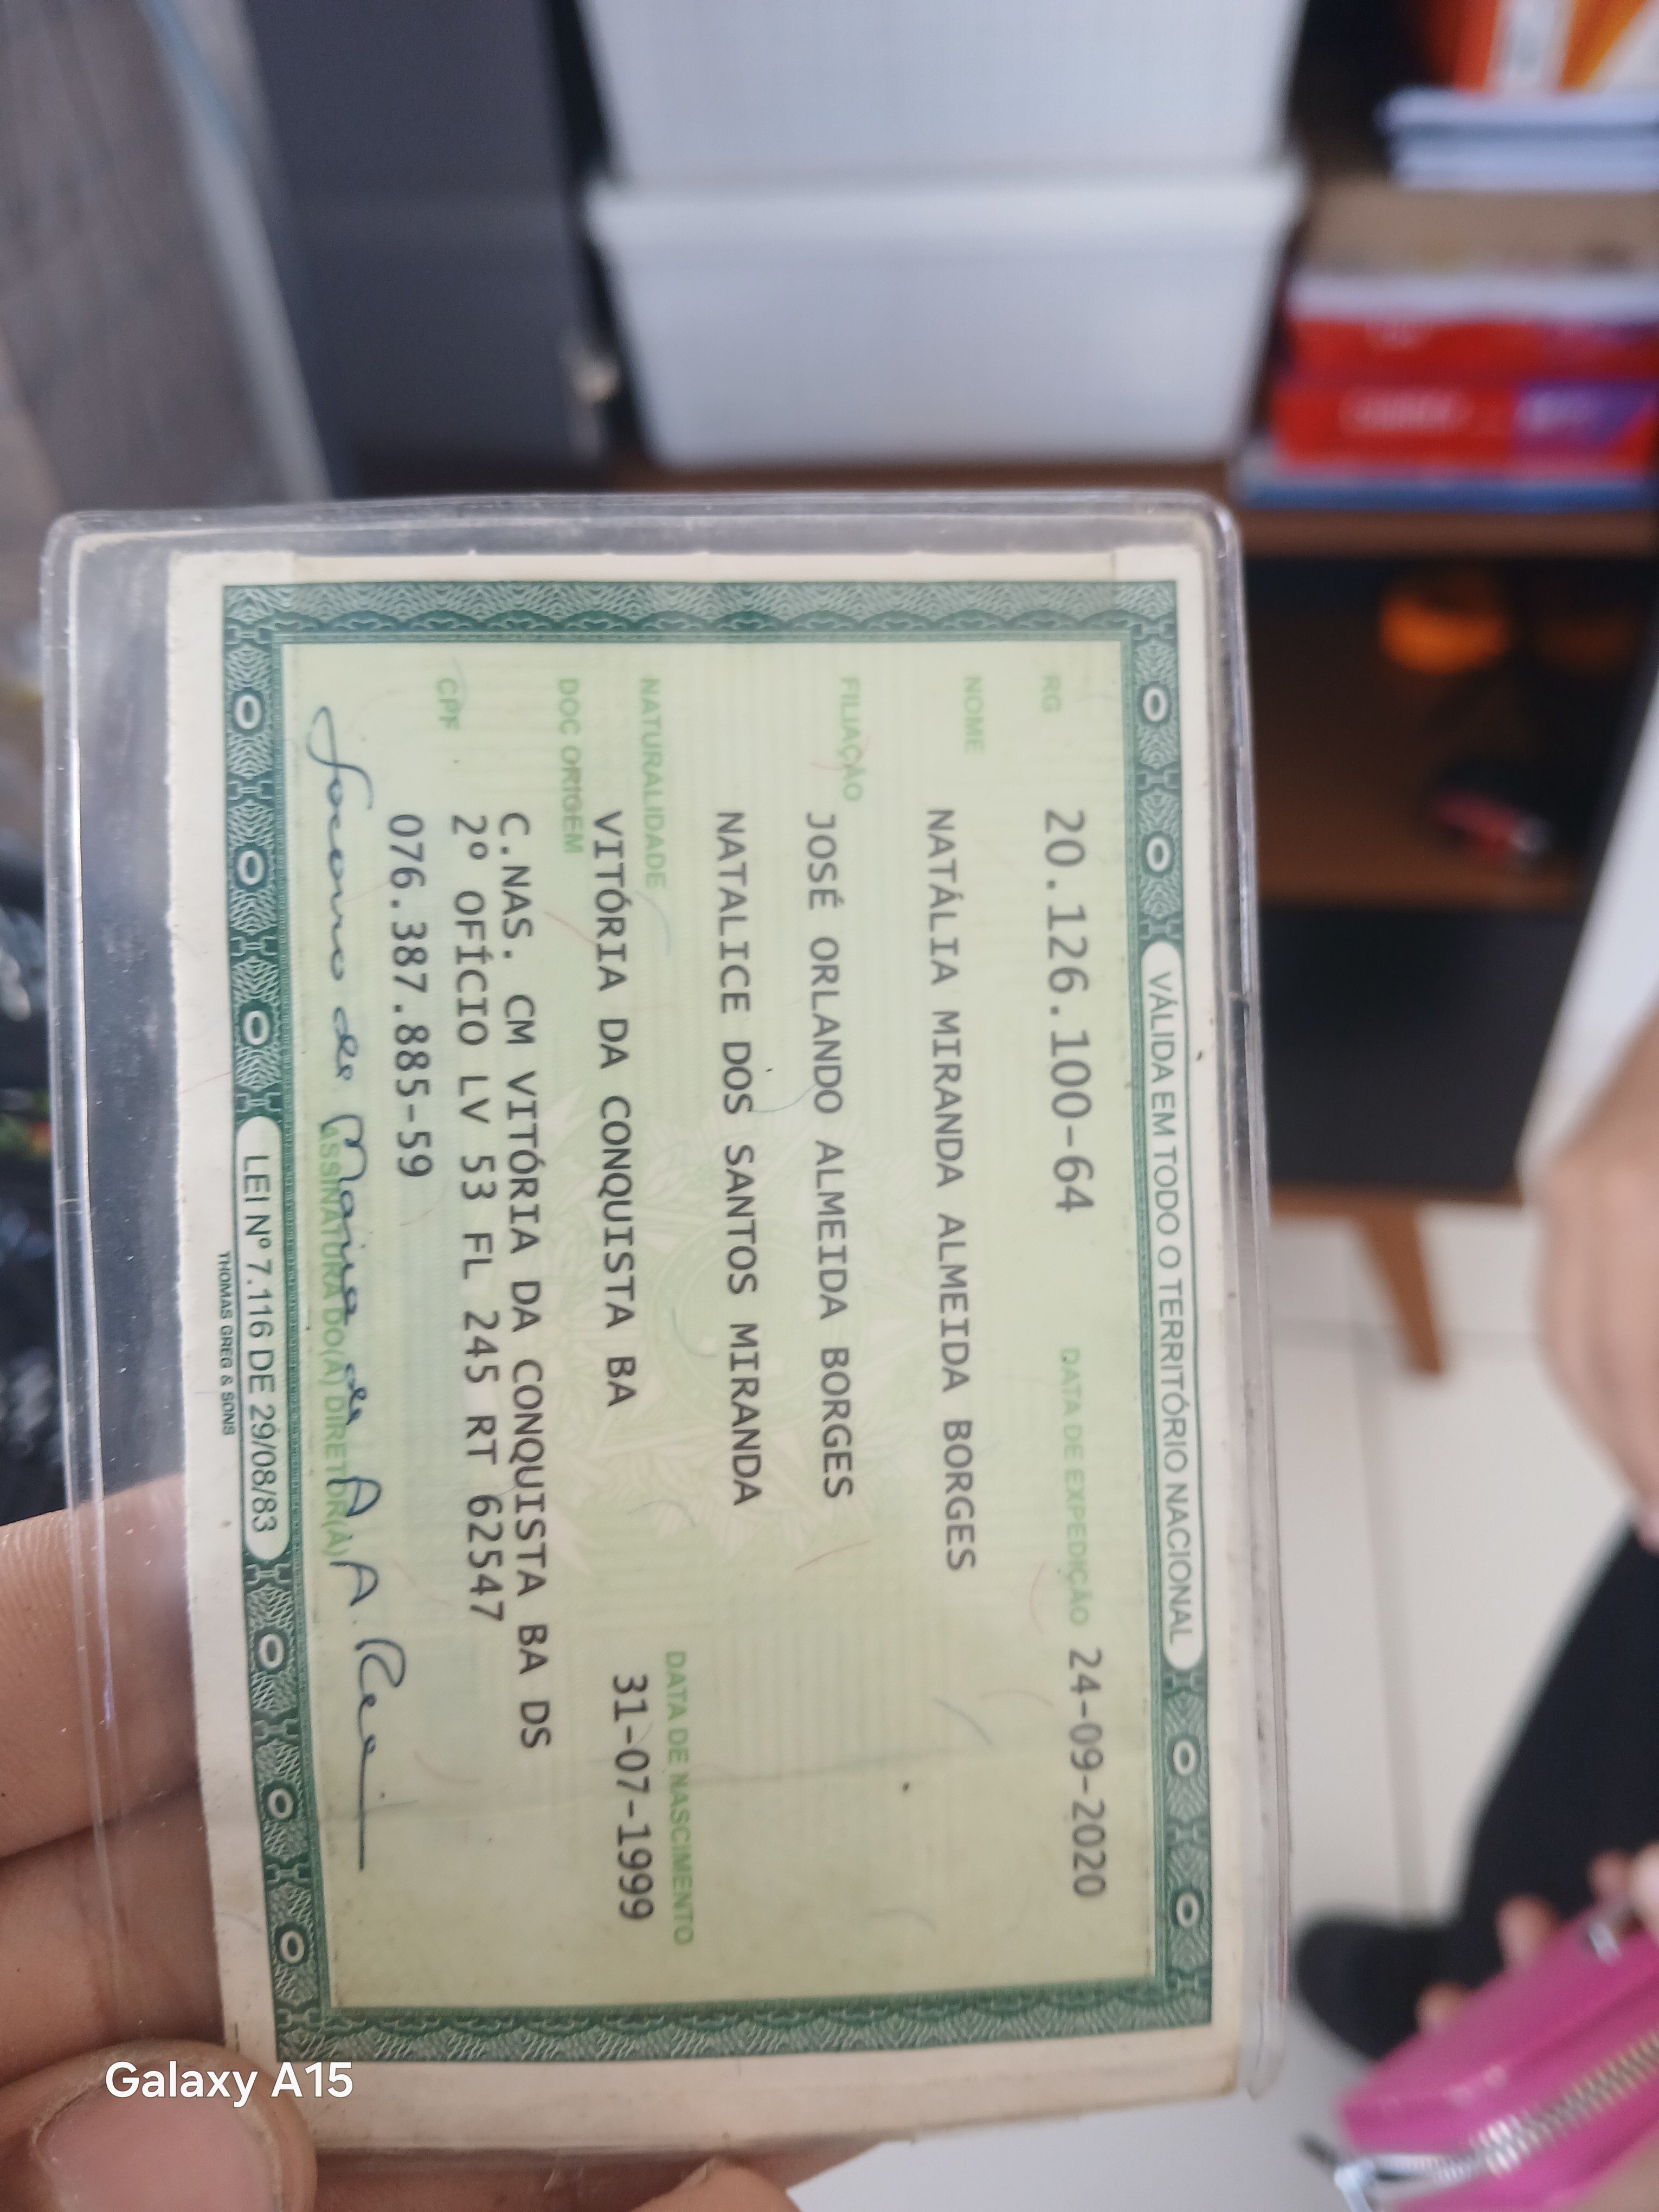 VÁLIDA EM TODO O TERRITÓRIO NACIONAL
RG 20.126.100-64 DATA DE EXPEDIÇÃO 24-09-2020
NOME NATÁLIA MIRANDA ALMEIDA BORGES
FILIAÇÃO JOSÉ ORLANDO ALMEIDA BORGES
NATALICE DOS SANTOS MIRANDA
NATURALIDADE DATA DE NASCIMENTO
VITÓRIA DA CONQUISTA BA 31-07-1999
DOC ORIGEM C.NAS. CM VITÓRIA DA CONQUISTA BA DS
2º OFÍCIO LV 53 FL 245 RT 62547
CPF 076.387.885-59
ASSINATURA DO(A) DIRETOR(A)
LEI Nº 7.116 DE 29/08/83
THOMAS GREG & SONS
Galaxy A15